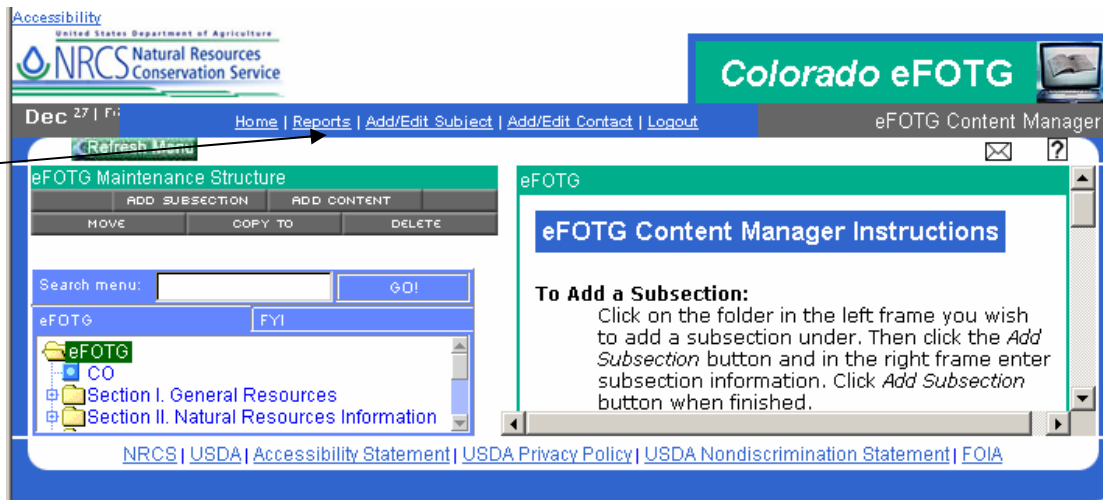 Accessibility
United States Department of Agriculture
NRCS Natural Resources
Conservation Service
Colorado eFOTG
Dec 27 | Fri
Home | Reports | Add/Edit Subject | Add/Edit Contact | Logout
eFOTG Content Manager
Refresh Menu
?
eFOTG Maintenance Structure
ADD SUBSECTION ADD CONTENT
MOVE COPY TO DELETE
Search menu: GO!
eFOTG FYI
eFOTG
CO
Section I. General Resources
Section II. Natural Resources Information
eFOTG
eFOTG Content Manager Instructions
To Add a Subsection:
Click on the folder in the left frame you wish
to add a subsection under. Then click the Add
Subsection button and in the right frame enter
subsection information. Click Add Subsection
button when finished.
NRCS | USDA | Accessibility Statement | USDA Privacy Policy | USDA Nondiscrimination Statement | FOIA